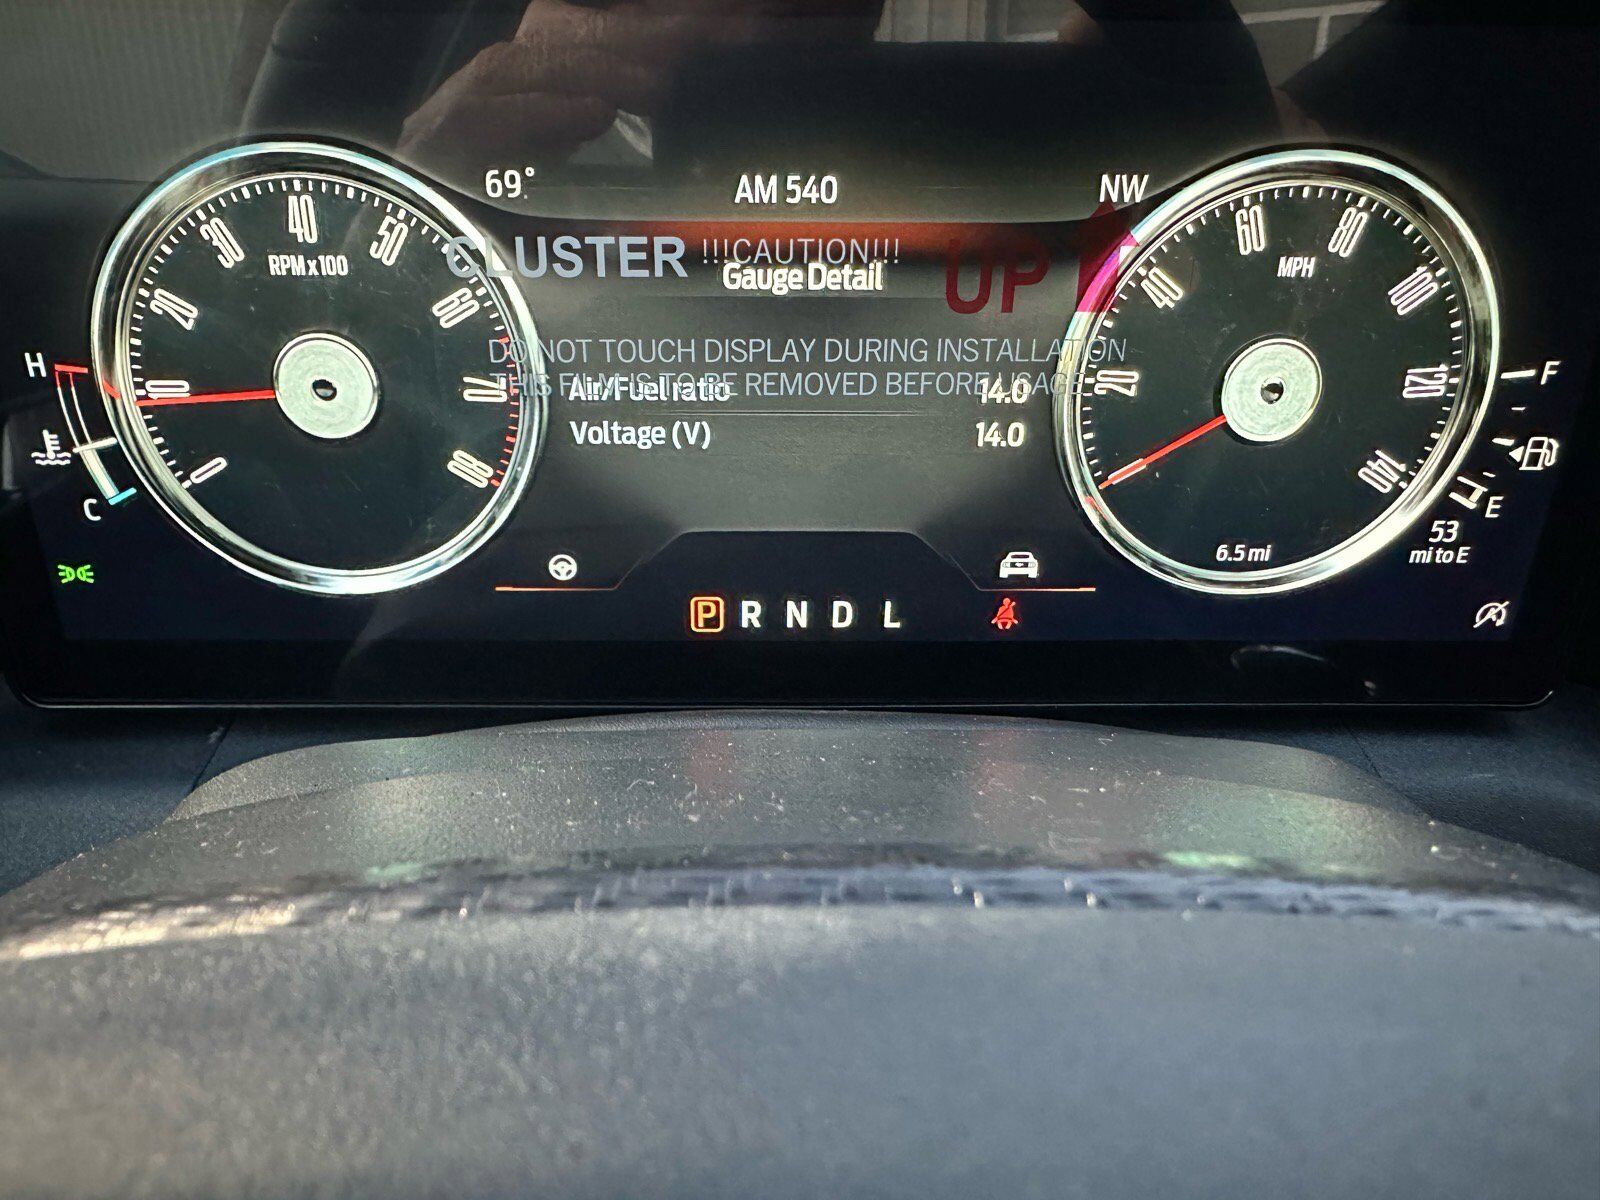 69° AM 540 NW
CLUSTER !!!CAUTION!!! UP
Gauge Detail
DO NOT TOUCH DISPLAY DURING INSTALLATION
THIS FILM IS TO BE REMOVED BEFORE USAGE
Air/Fuel ratio 14.0
Voltage (V) 14.0
0 10 20 30 40 50 60 70 80
RPM x 100
H
C
20 40 60 80 100 120 140
MPH
6.5 mi
F
E
53
mi to E
P R N D L